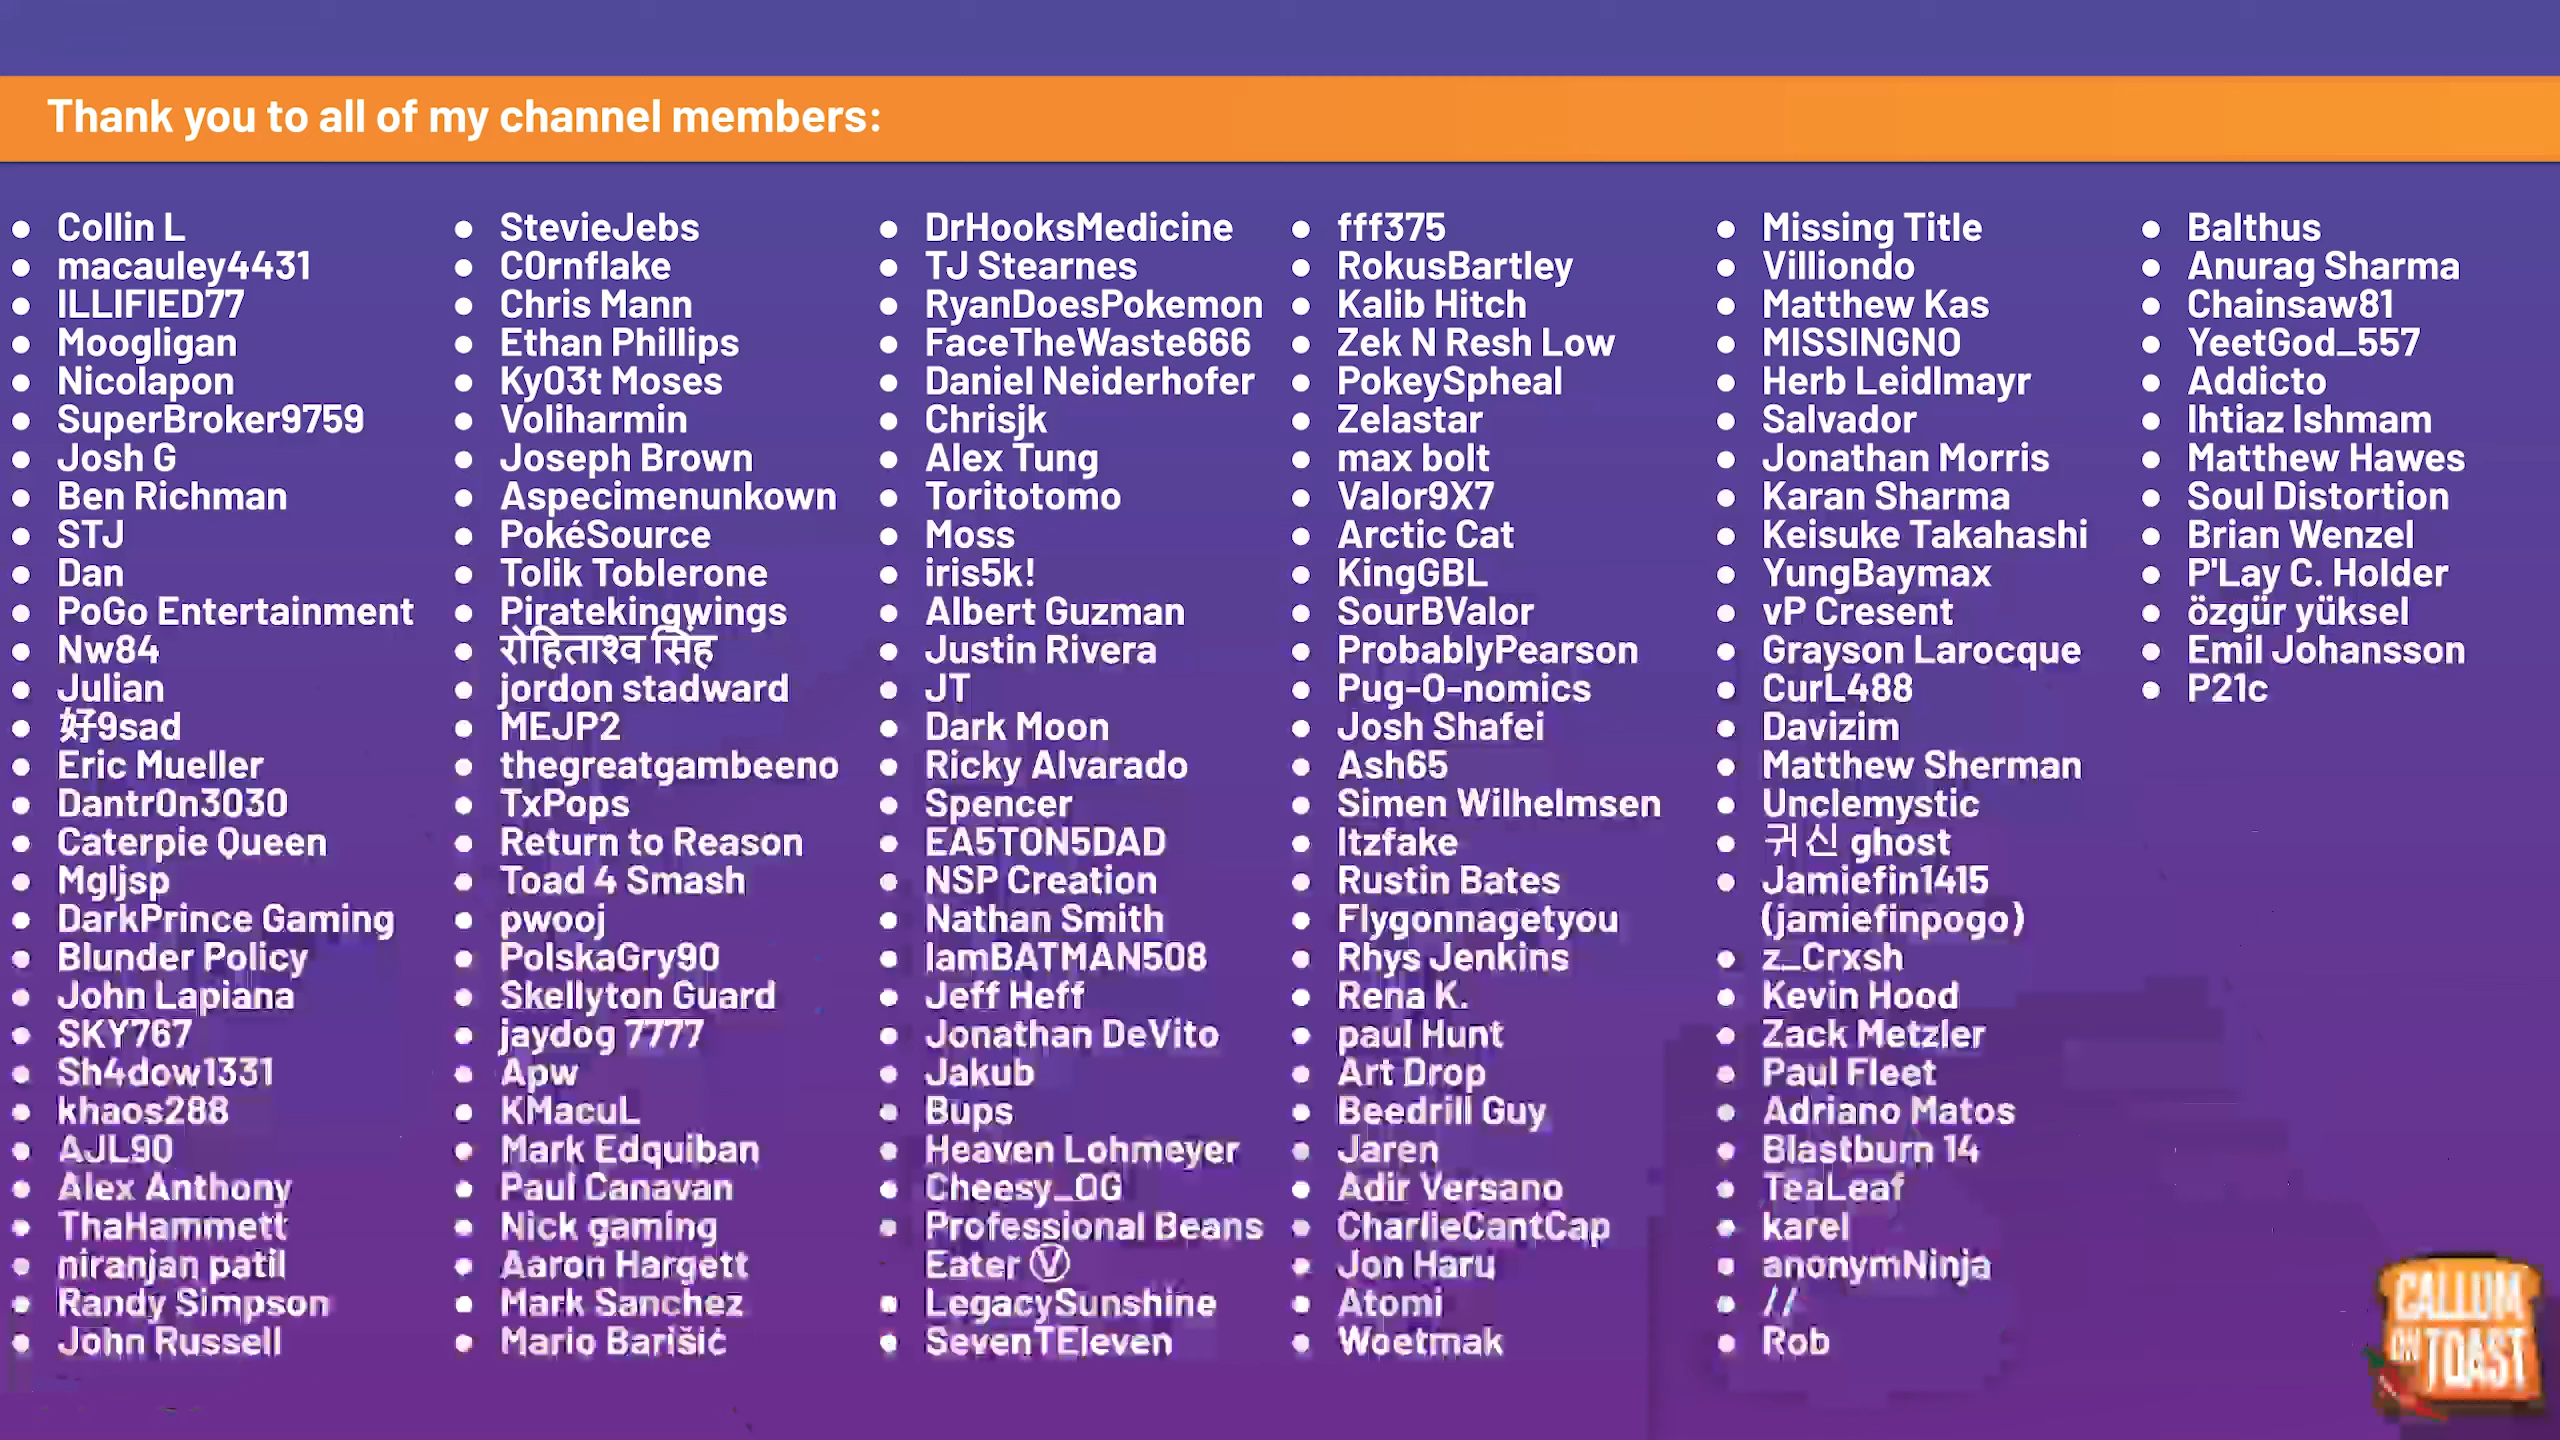 Thank you to all of my channel members:
Collin L
macauley4431
ILLIFIED77
Moogligan
Nicolapon
SuperBroker9759
Josh G
Ben Richman
STJ
Dan
PoGo Entertainment
Nw84
Julian
好9sad
Eric Mueller
Dantr0n3030
Caterpie Queen
Mgljsp
DarkPrince Gaming
Blunder Policy
John Lapiana
SKY767
Sh4dow1331
khaos288
AJL90
Alex Anthony
ThaHammett
niranjan patil
Randy Simpson
John Russell
StevieJebs
C0rnflake
Chris Mann
Ethan Phillips
Ky03t Moses
Voliharmin
Joseph Brown
Aspecimenunkown
PokéSource
Tolik Toblerone
Piratekingwings
रोहिताश्व सिंह
jordon stadward
MEJP2
thegreatgambeeno
TxPops
Return to Reason
Toad 4 Smash
pwooj
PolskaGry90
Skellyton Guard
jaydog 7777
Apw
KMacuL
Mark Edquiban
Paul Canavan
Nick gaming
Aaron Hargett
Mark Sanchez
Mario Barišić
DrHooksMedicine
TJ Stearnes
RyanDoesPokemon
FaceTheWaste666
Daniel Neiderhofer
Chrisjk
Alex Tung
Toritotomo
Moss
iris5k!
Albert Guzman
Justin Rivera
JT
Dark Moon
Ricky Alvarado
Spencer
EA5TON5DAD
NSP Creation
Nathan Smith
IamBATMAN508
Jeff Heff
Jonathan DeVito
Jakub
Bups
Heaven Lohmeyer
Cheesy_OG
Professional Beans
Eater Ⓥ
LegacySunshine
SevenTEleven
fff375
RokusBartley
Kalib Hitch
Zek N Resh Low
PokeySpheal
Zelastar
max bolt
Valor9X7
Arctic Cat
KingGBL
SourBValor
ProbablyPearson
Pug-O-nomics
Josh Shafei
Ash65
Simen Wilhelmsen
Itzfake
Rustin Bates
Flygonnagetyou
Rhys Jenkins
Rena K.
paul Hunt
Art Drop
Beedrill Guy
Jaren
Adir Versano
CharlieCantCap
Jon Haru
Atomi
Woetmak
Missing Title
Villiondo
Matthew Kas
MISSINGNO
Herb Leidlmayr
Salvador
Jonathan Morris
Karan Sharma
Keisuke Takahashi
YungBaymax
vP Cresent
Grayson Larocque
CurL488
Davizim
Matthew Sherman
Unclemystic
귀신 ghost
Jamiefin1415
(jamiefinpogo)
z_Crxsh
Kevin Hood
Zack Metzler
Paul Fleet
Adriano Matos
Blastburn 14
TeaLeaf
karel
anonymNinja
//
Rob
Balthus
Anurag Sharma
Chainsaw81
YeetGod_557
Addicto
Ihtiaz Ishmam
Matthew Hawes
Soul Distortion
Brian Wenzel
P'Lay C. Holder
özgür yüksel
Emil Johansson
P21c
CALLUM
ON TOAST